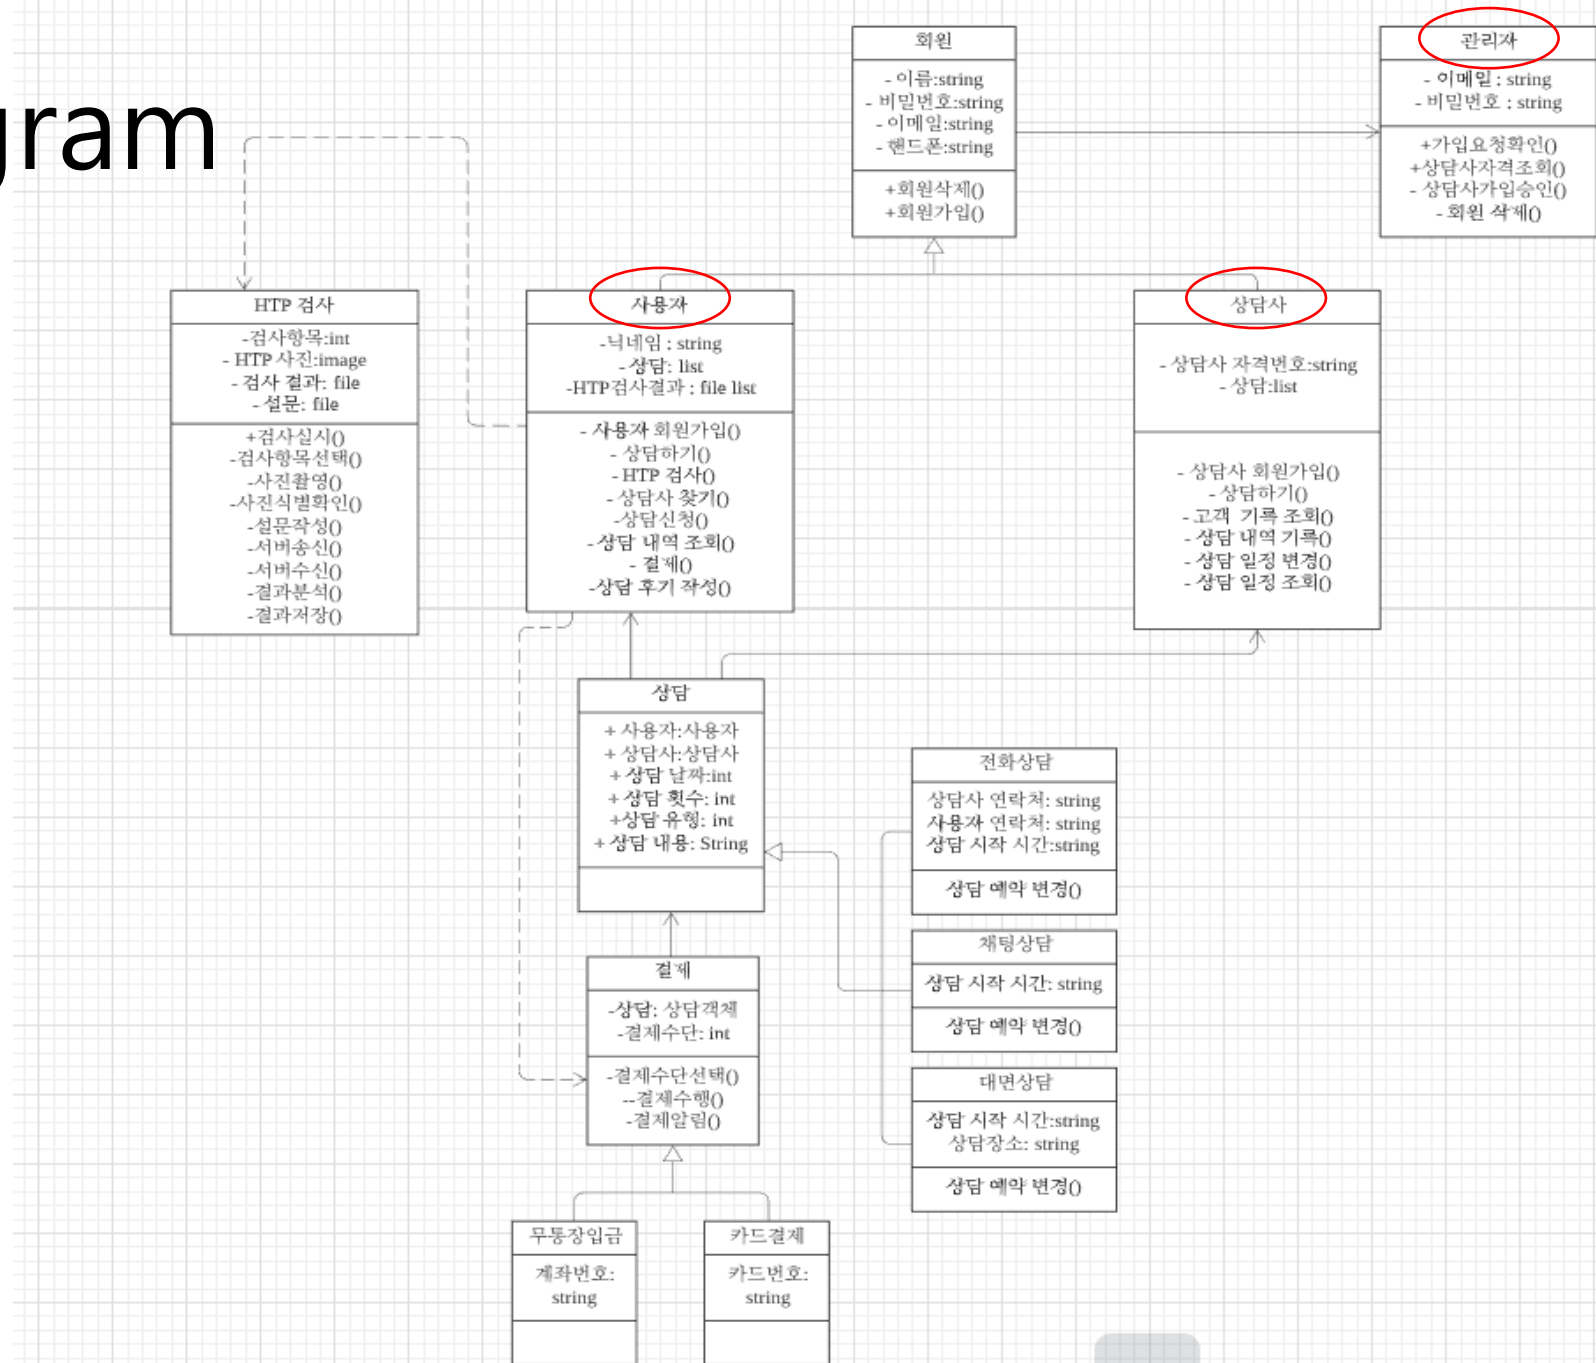 gram
회원
- 이름:string
- 비밀번호:string
- 이메일:string
- 핸드폰:string
+회원삭제()
+회원가입()
관리자
- 이메일 : string
- 비밀번호 : string
+가입요청확인()
+상담사자격조회()
- 상담사가입승인()
- 회원 삭제()
HTP 검사
-검사항목:int
- HTP 사진:image
- 검사 결과: file
- 설문: file
+검사실시()
-검사항목선택()
-사진촬영()
-사진식별확인()
-설문작성()
-서버송신()
-서버수신()
-결과분석()
-결과저장()
사용자
-닉네임 : string
- 상담: list
-HTP검사결과 : file list
- 사용자 회원가입()
- 상담하기()
- HTP 검사()
- 상담사 찾기()
-상담신청()
- 상담 내역 조회()
- 결제()
-상담 후기 작성()
상담사
- 상담사 자격번호:string
- 상담:list
- 상담사 회원가입()
- 상담하기()
- 고객 기록 조회()
- 상담 내역 기록()
- 상담 일정 변경()
- 상담 일정 조회()
상담
+ 사용자:사용자
+ 상담사:상담사
+ 상담 날짜:int
+ 상담 횟수: int
+상담 유형: int
+ 상담 내용: String
전화상담
상담사 연락처: string
사용자 연락처: string
상담 시작 시간:string
상담 예약 변경()
채팅상담
상담 시작 시간: string
상담 예약 변경()
대면상담
상담 시작 시간:string
상담장소: string
상담 예약 변경()
결제
-상담: 상담객체
-결제수단: int
-결제수단선택()
--결제수행()
-결제알림()
무통장입금
계좌번호:
string
카드결제
카드번호:
string